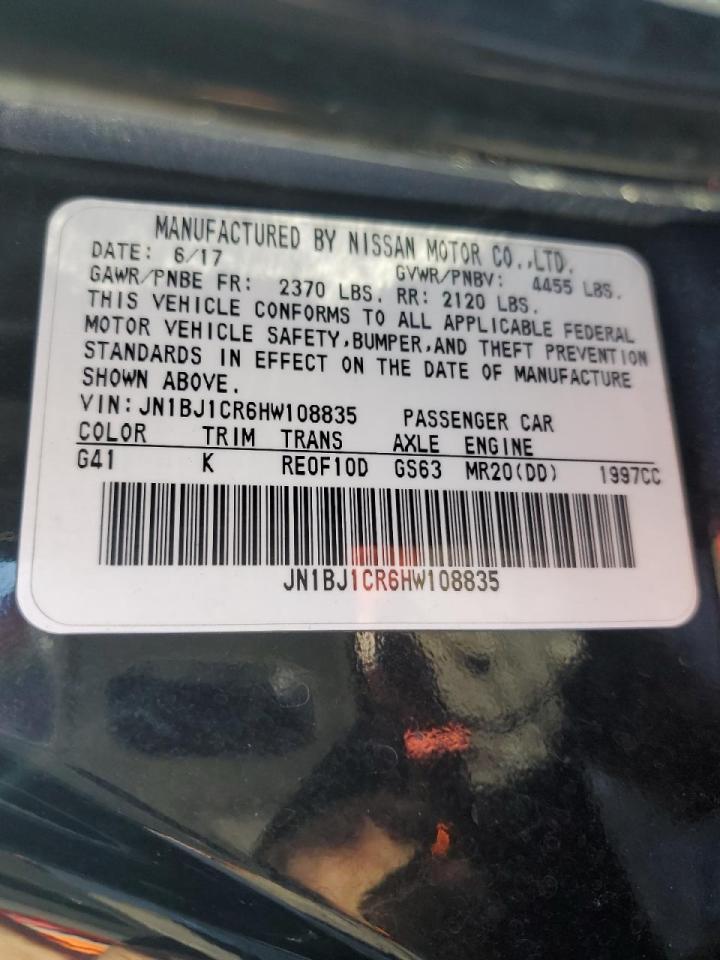 MANUFACTURED BY NISSAN MOTOR CO.,LTD.
DATE: 6/17 GVWR/PNBV: 4455 LBS.
GAWR/PNBE FR: 2370 LBS. RR: 2120 LBS.
THIS VEHICLE CONFORMS TO ALL APPLICABLE FEDERAL
MOTOR VEHICLE SAFETY,BUMPER,AND THEFT PREVENTION
STANDARDS IN EFFECT ON THE DATE OF MANUFACTURE
SHOWN ABOVE.
VIN: JN1BJ1CR6HW108835 PASSENGER CAR
COLOR TRIM TRANS AXLE ENGINE
G41 K RE0F10D GS63 MR20(DD) 1997CC
JN1BJ1CR6HW108835